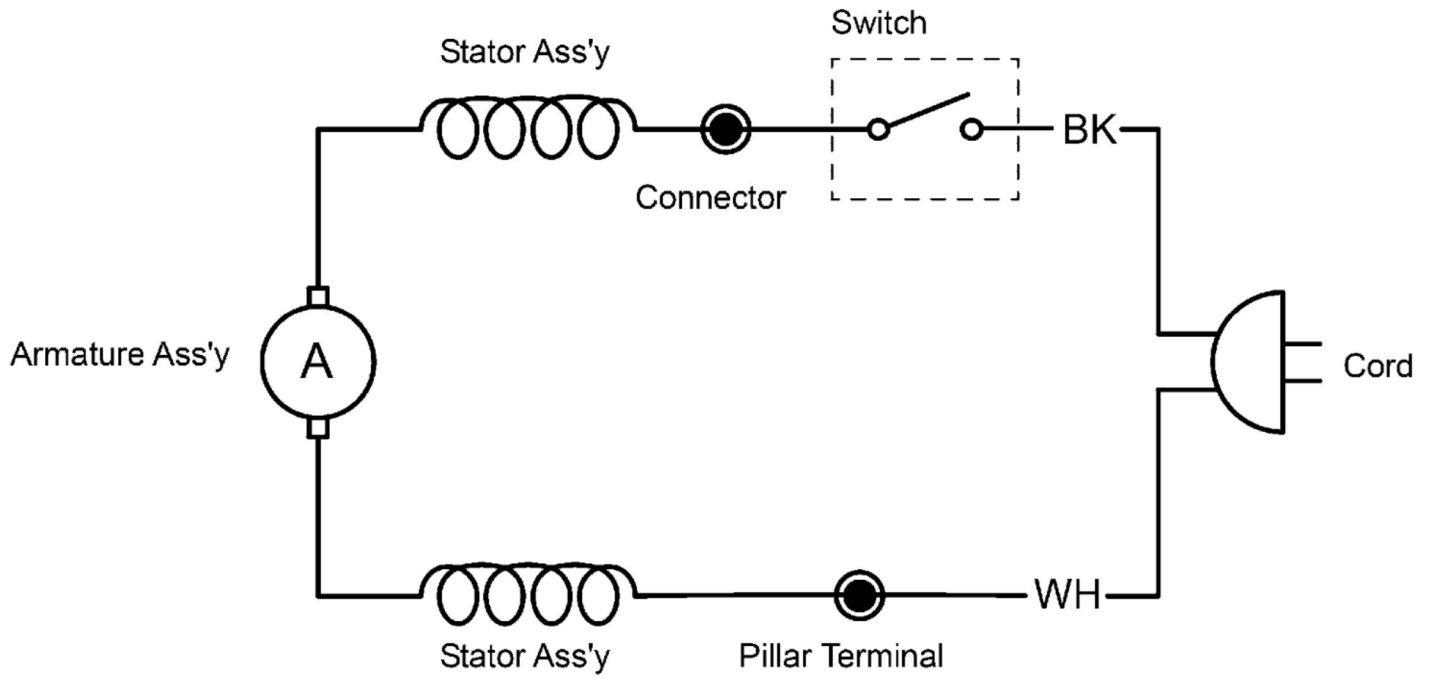 Switch
Stator Ass'y
BK
Connector
Armature Ass'y
A
Cord
WH
Stator Ass'y
Pillar Terminal